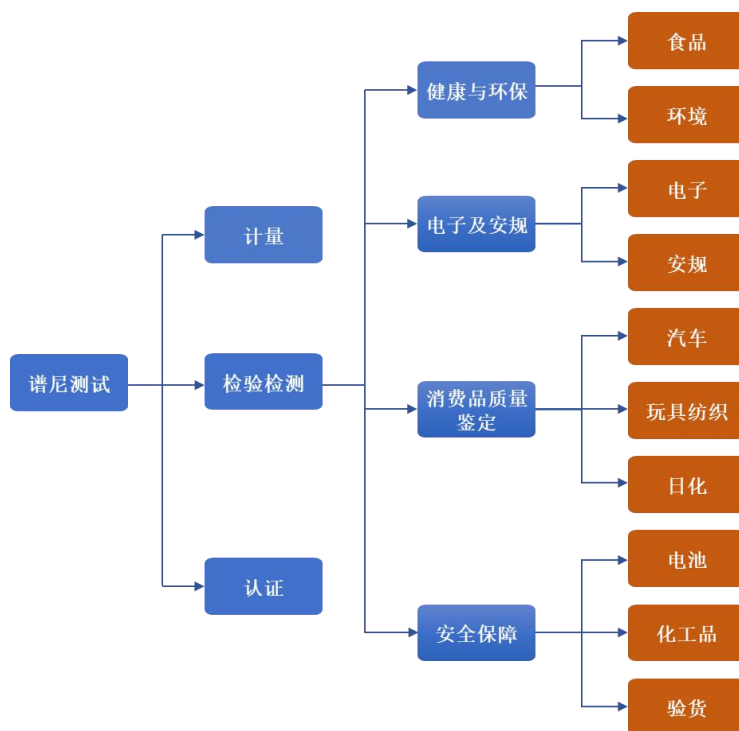 谱尼测试
计量
检验检测
认证
健康与环保
电子及安规
消费品质量
鉴定
安全保障
食品
环境
电子
安规
汽车
玩具纺织
日化
电池
化工品
验货